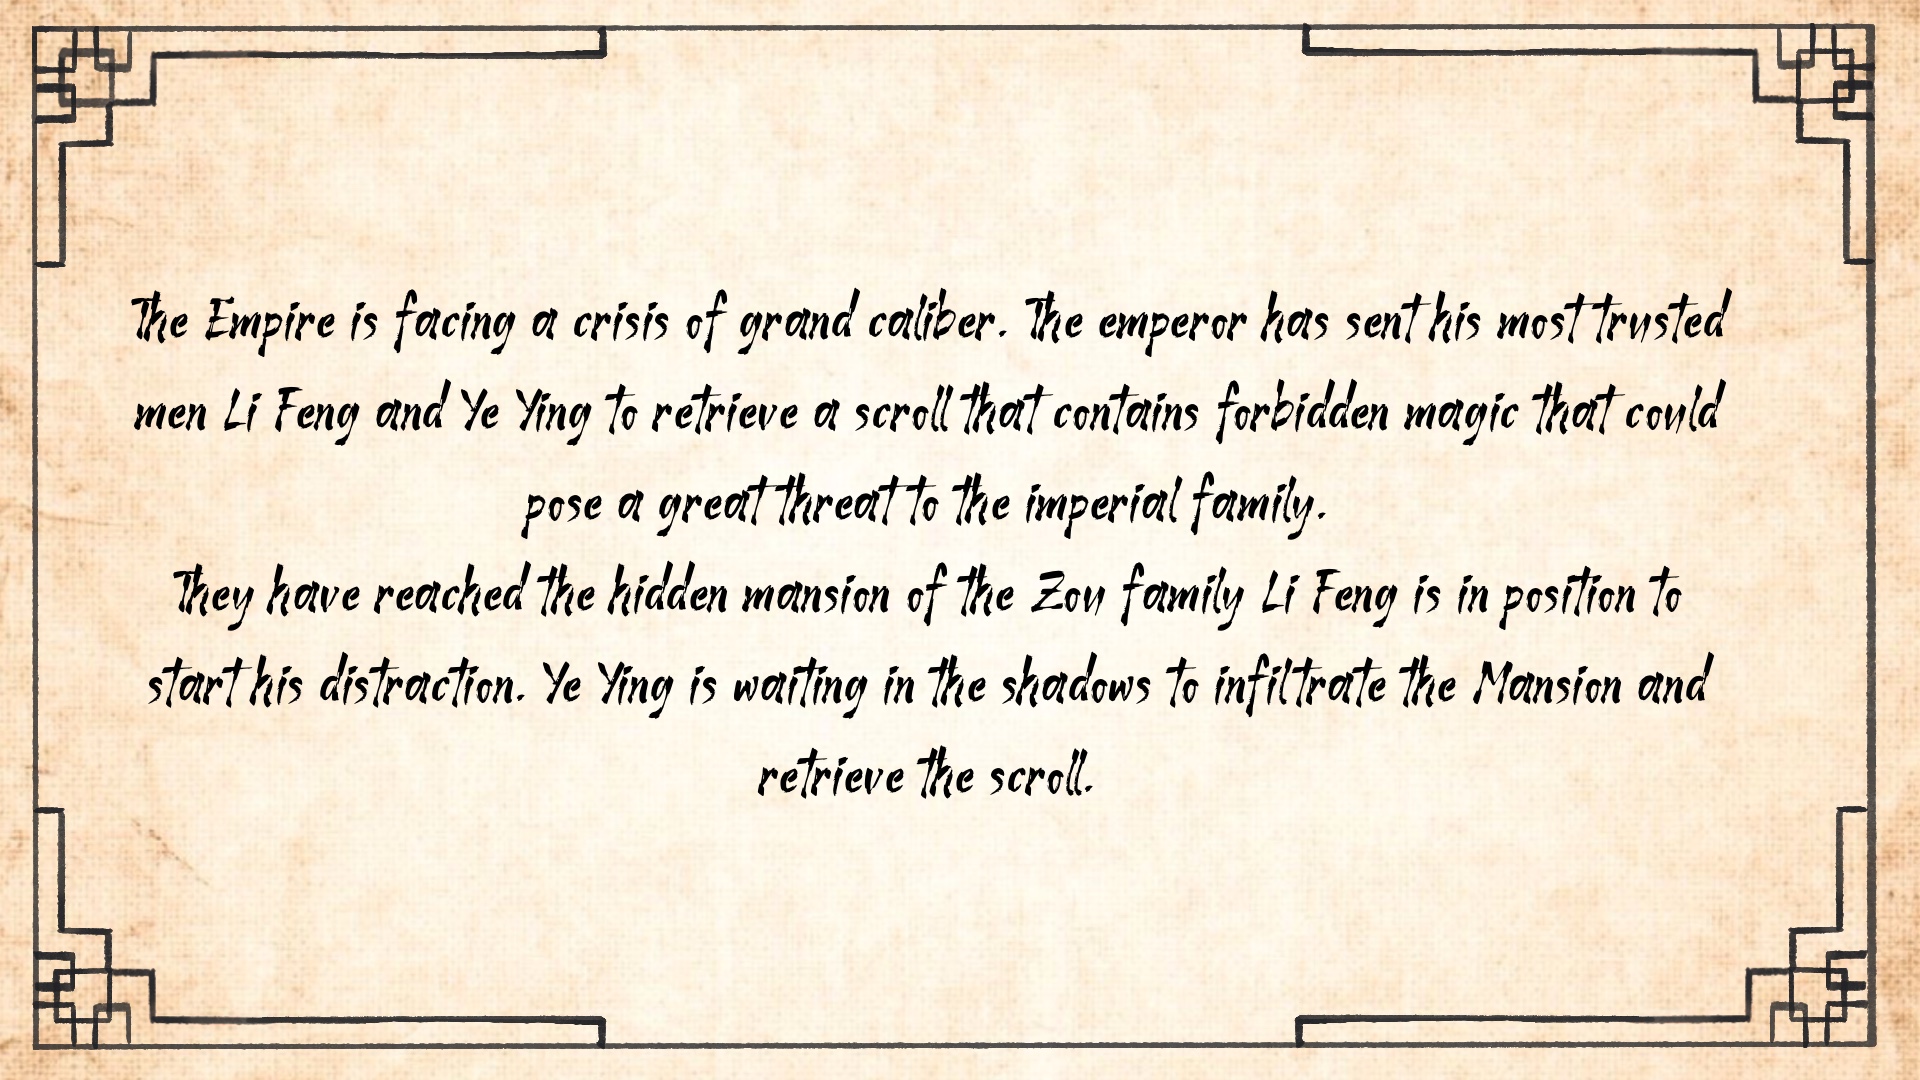 The Empire is facing a crisis of grand caliber. The emperor has sent his most trusted
men Li Feng and Ye Ying to retrieve a scroll that contains forbidden magic that could
pose a great threat to the imperial family.
They have reached the hidden mansion of the Zou family Li Feng is in position to
start his distraction. Ye Ying is waiting in the shadows to infiltrate the Mansion and
retrieve the scroll.